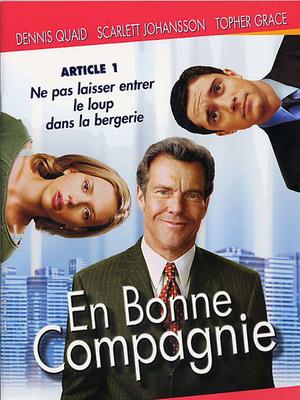 DENNIS QUAID SCARLETT JOHANSSON TOPHER GRACE
ARTICLE 1
Ne pas laisser entrer
le loup
dans la bergerie
En Bonne
Compagnie